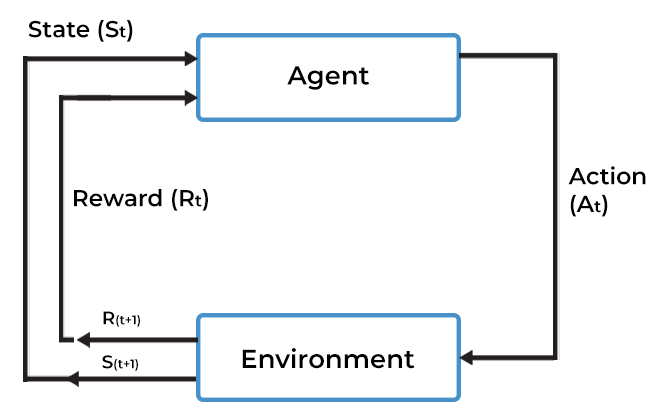 State (St)
Agent
Action
(At)
Reward (Rt)
R(t+1)
S(t+1)
Environment